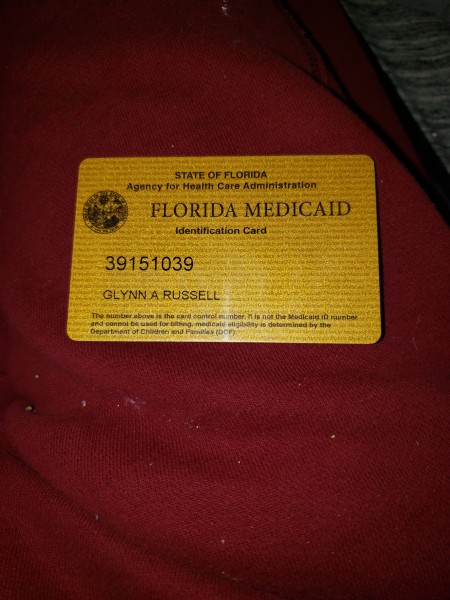 STATE OF FLORIDA
Agency for Health Care Administration
FLORIDA MEDICAID
Identification Card
39151039
GLYNN A RUSSELL
The number above is the card control number. It is not the Medicaid ID number
and cannot be used for billing. medicaid eligibility is determined by the
Department of Children and Families (DCF).